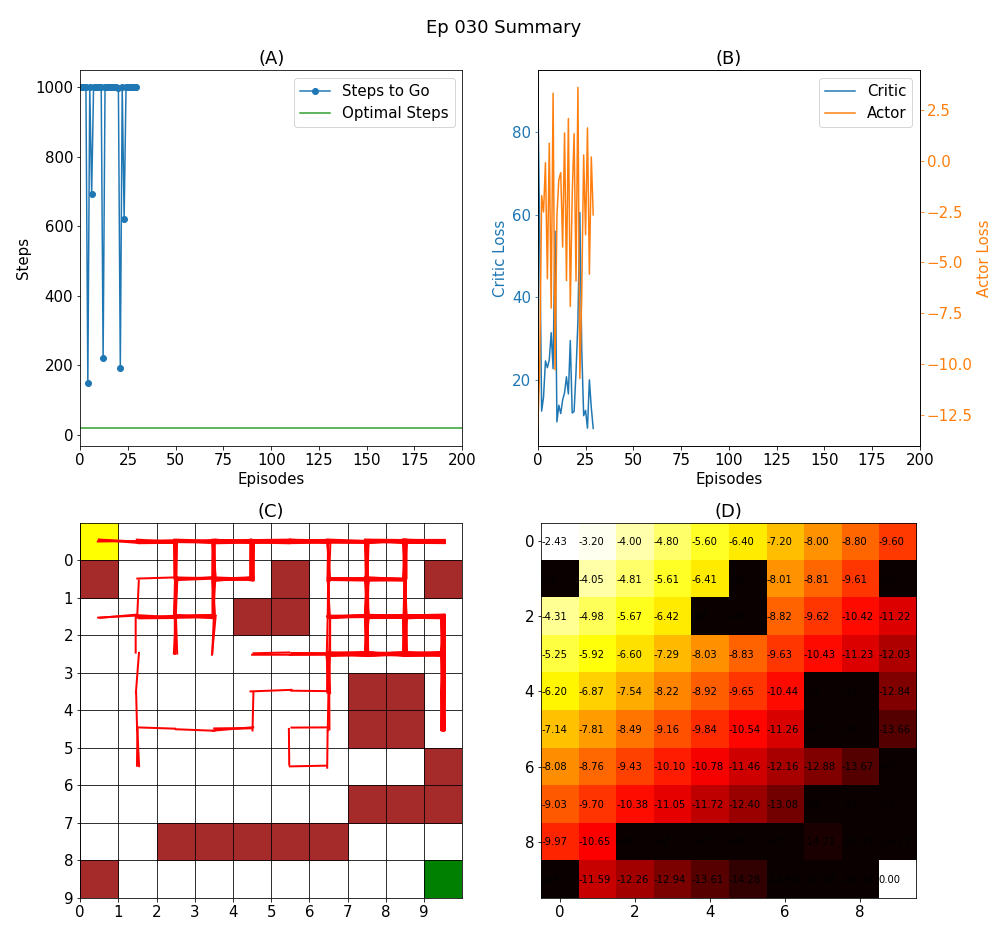 Ep 030 Summary
(A)
Steps to Go
Optimal Steps
1000
800
600
400
200
0
Steps
0 25 50 75 100 125 150 175 200
Episodes
(B)
Critic
Actor
80
60
40
20
Critic Loss
2.5
0.0
−2.5
−5.0
−7.5
−10.0
−12.5
Actor Loss
0 25 50 75 100 125 150 175 200
Episodes
(C)
0
1
2
3
4
5
6
7
8
9
0 1 2 3 4 5 6 7 8 9
(D)
0 -2.43 -3.20 -4.00 -4.80 -5.60 -6.40 -7.20 -8.00 -8.80 -9.60
-4.05 -4.81 -5.61 -6.41 -8.01 -8.81 -9.61
2 -4.31 -4.98 -5.67 -6.42 -8.82 -9.62 -10.42 -11.22
-5.25 -5.92 -6.60 -7.29 -8.03 -8.83 -9.63 -10.43 -11.23 -12.03
4 -6.20 -6.87 -7.54 -8.22 -8.92 -9.65 -10.44 -12.84
-7.14 -7.81 -8.49 -9.16 -9.84 -10.54 -11.26 -13.66
6 -8.08 -8.76 -9.43 -10.10 -10.78 -11.46 -12.16 -12.88 -13.67
-9.03 -9.70 -10.38 -11.05 -11.72 -12.40 -13.08
8 -9.97 -10.65
-11.59 -12.26 -12.94 -13.61 -14.28 0.00
0 2 4 6 8